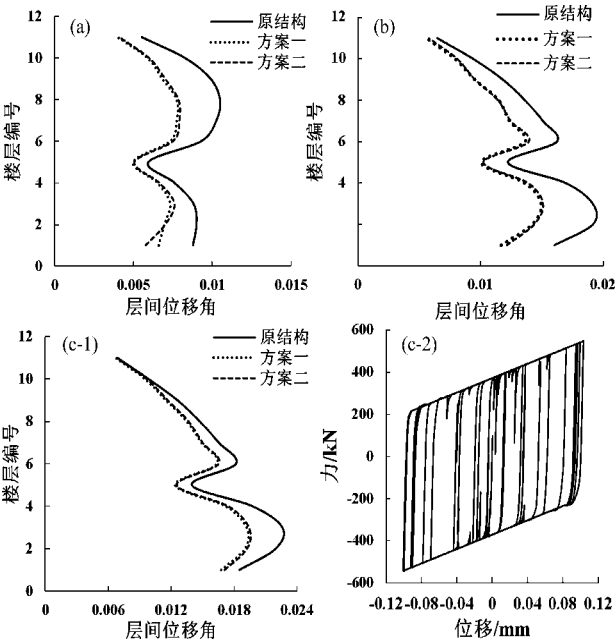 (a)
原结构
方案一
方案二
12
10
8
6
4
2
0
楼层编号
0
0.005
0.01
0.015
层间位移角
(b)
原结构
方案一
方案二
12
10
8
6
4
2
0
楼层编号
0
0.01
0.02
层间位移角
(c-1)
原结构
方案一
方案二
12
10
8
6
4
2
0
楼层编号
0
0.006
0.012
0.018
0.024
层间位移角
(c-2)
600
400
200
0
-200
-400
-600
力/kN
-0.12
-0.08
-0.04
0
0.04
0.08
0.12
位移/mm